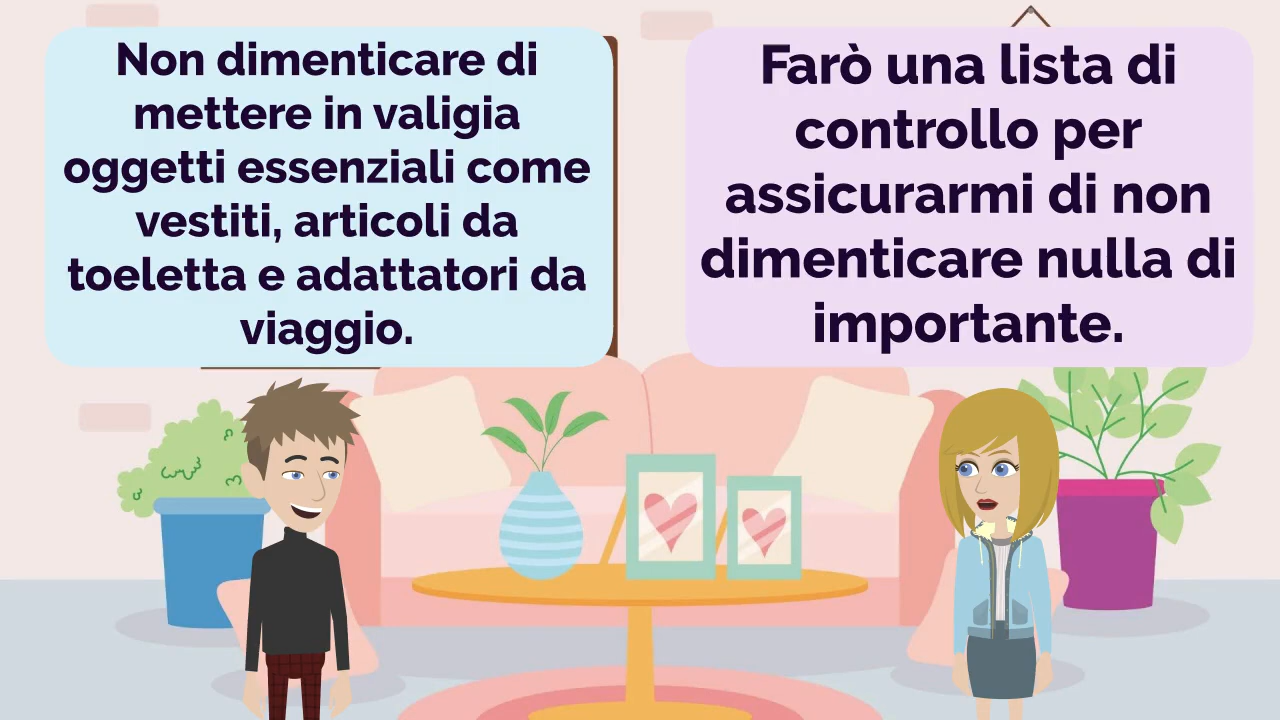 Non dimenticare di
mettere in valigia
oggetti essenziali come
vestiti, articoli da
toeletta e adattatori da
viaggio.
Farò una lista di
controllo per
assicurarmi di non
dimenticare nulla di
importante.